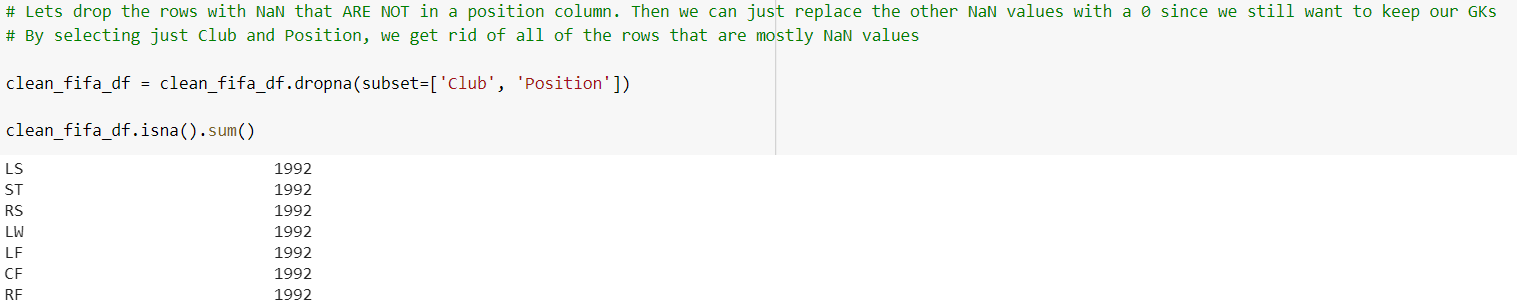 # Lets drop the rows with NaN that ARE NOT in a position column. Then we can just replace the other NaN values with a 0 since we still want to keep our GKs
# By selecting just Club and Position, we get rid of all of the rows that are mostly NaN values
clean_fifa_df = clean_fifa_df.dropna(subset=['Club', 'Position'])
clean_fifa_df.isna().sum()
LS 1992
ST 1992
RS 1992
LW 1992
LF 1992
CF 1992
RF 1992